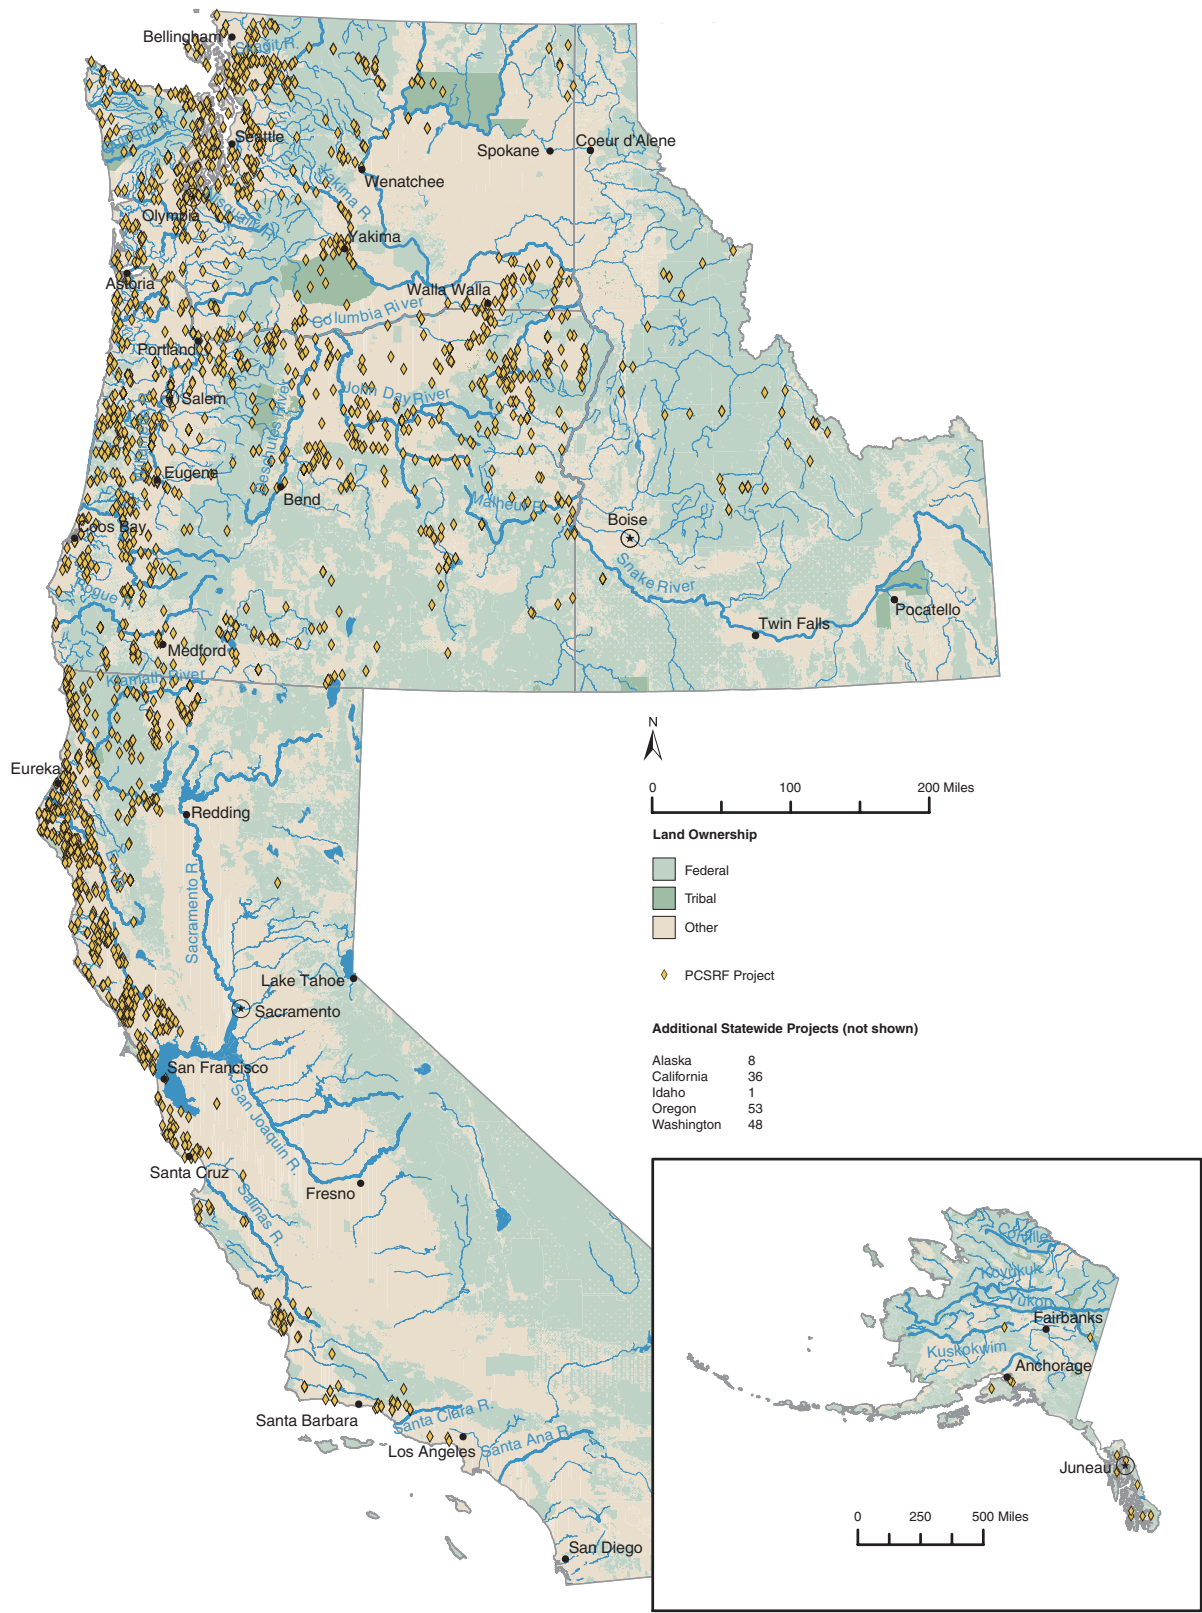 Bellingham
Skagit R.
Seattle
Spokane
Coeur d'Alene
Wenatchee
Yakima R.
Nisqually R.
Olympia
Yakima
Astoria
Walla Walla
Columbia River
Portland
John Day River
Salem
Deschutes River
Eugene
Bend
Malheur R.
Coos Bay
Boise
Snake River
Rogue R.
Pocatello
Twin Falls
Medford
Klamath River
N
Eureka
0 100 200 Miles
Redding
Land Ownership
Eel R.
Federal
Sacramento R.
Tribal
Other
Lake Tahoe
PCSRF Project
Sacramento
Additional Statewide Projects (not shown)
Alaska 8
California 36
Idaho 1
Oregon 53
Washington 48
San Francisco
San Joaquin R.
Santa Cruz
Fresno
Salinas R.
Colville
Koyukuk
Yukon
Fairbanks
Kuskokwim
Anchorage
Santa Barbara
Santa Clara R.
Los Angeles
Santa Ana R.
Juneau
0 250 500 Miles
San Diego